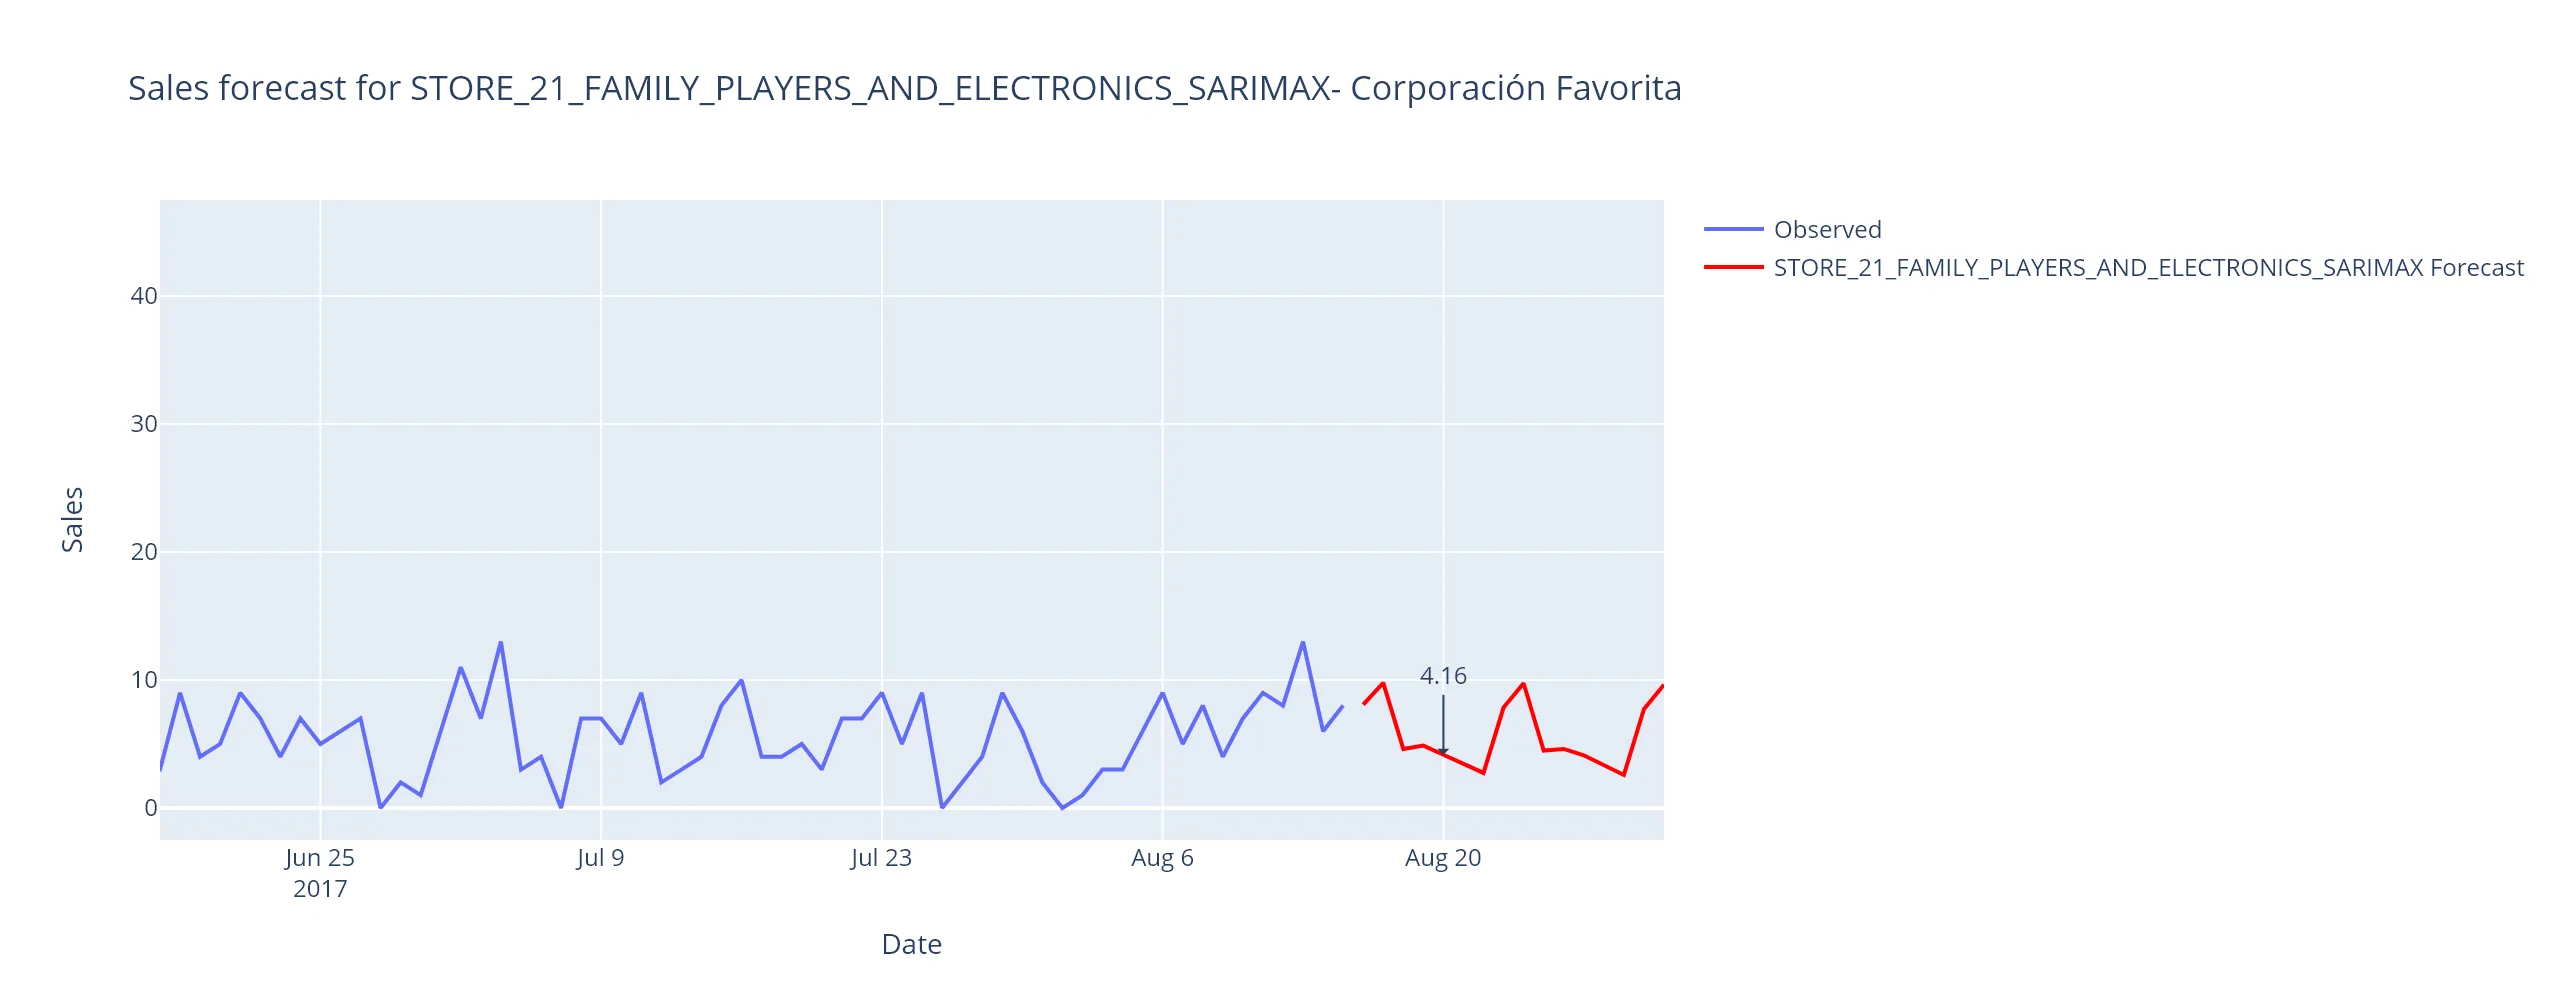 Sales forecast for STORE_21_FAMILY_PLAYERS_AND_ELECTRONICS_SARIMAX- Corporación Favorita
Observed
STORE_21_FAMILY_PLAYERS_AND_ELECTRONICS_SARIMAX Forecast
40
30
20
10
0
Sales
4.16
Jun 25
2017
Jul 9
Jul 23
Aug 6
Aug 20
Date